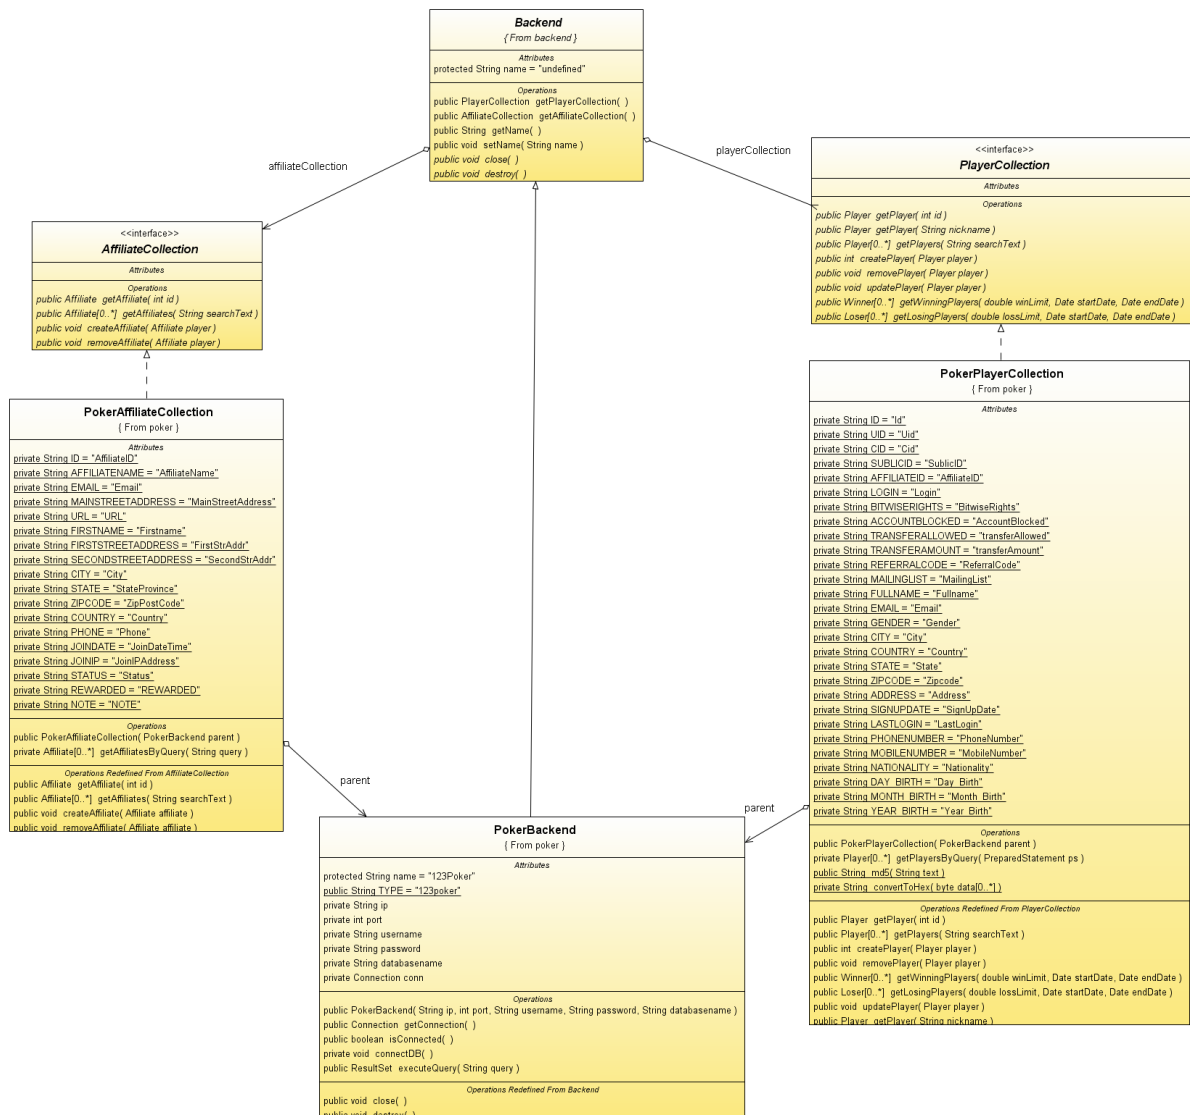 Backend
{ From backend }
Attributes
protected String name = "undefined"
Operations
public PlayerCollection getPlayerCollection( )
public AffiliateCollection getAffiliateCollection( )
public String getName( )
public void setName( String name )
public void close( )
public void destroy( )
affiliateCollection
playerCollection
<<interface>>
AffiliateCollection
Attributes
Operations
public Affiliate getAffiliate( int id )
public Affiliate[0..*] getAffiliates( String searchText )
public void createAffiliate( Affiliate player )
public void removeAffiliate( Affiliate player )
<<interface>>
PlayerCollection
Attributes
Operations
public Player getPlayer( int id )
public Player getPlayer( String nickname )
public Player[0..*] getPlayers( String searchText )
public int createPlayer( Player player )
public void removePlayer( Player player )
public void updatePlayer( Player player )
public Winner[0..*] getWinningPlayers( double winLimit, Date startDate, Date endDate )
public Loser[0..*] getLosingPlayers( double lossLimit, Date startDate, Date endDate )
PokerAffiliateCollection
{ From poker }
Attributes
private String ID = "AffiliateID"
private String AFFILIATENAME = "AffiliateName"
private String EMAIL = "Email"
private String MAINSTREETADDRESS = "MainStreetAddress"
private String URL = "URL"
private String FIRSTNAME = "Firstname"
private String FIRSTSTREETADDRESS = "FirstStrAddr"
private String SECONDSTREETADDRESS = "SecondStrAddr"
private String CITY = "City"
private String STATE = "StateProvince"
private String ZIPCODE = "ZipPostCode"
private String COUNTRY = "Country"
private String PHONE = "Phone"
private String JOINDATE = "JoinDateTime"
private String JOINIP = "JoinIPAddress"
private String STATUS = "Status"
private String REWARDED = "REWARDED"
private String NOTE = "NOTE"
Operations
public PokerAffiliateCollection( PokerBackend parent )
private Affiliate[0..*] getAffiliatesByQuery( String query )
Operations Redefined From AffiliateCollection
public Affiliate getAffiliate( int id )
public Affiliate[0..*] getAffiliates( String searchText )
public void createAffiliate( Affiliate affiliate )
public void removeAffiliate( Affiliate affiliate )
parent
parent
PokerPlayerCollection
{ From poker }
Attributes
private String ID = "Id"
private String UID = "Uid"
private String CID = "Cid"
private String SUBLICID = "SublicID"
private String AFFILIATEID = "AffiliateID"
private String LOGIN = "Login"
private String BITWISERIGHTS = "BitwiseRights"
private String ACCOUNTBLOCKED = "AccountBlocked"
private String TRANSFERALLOWED = "transferAllowed"
private String TRANSFERAMOUNT = "transferAmount"
private String REFERRALCODE = "ReferralCode"
private String MAILINGLIST = "MailingList"
private String FULLNAME = "Fullname"
private String EMAIL = "Email"
private String GENDER = "Gender"
private String CITY = "City"
private String COUNTRY = "Country"
private String STATE = "State"
private String ZIPCODE = "Zipcode"
private String ADDRESS = "Address"
private String SIGNUPDATE = "SignUpDate"
private String LASTLOGIN = "LastLogin"
private String PHONENUMBER = "PhoneNumber"
private String MOBILENUMBER = "MobileNumber"
private String NATIONALITY = "Nationality"
private String DAY_BIRTH = "Day_Birth"
private String MONTH_BIRTH = "Month_Birth"
private String YEAR_BIRTH = "Year_Birth"
Operations
public PokerPlayerCollection( PokerBackend parent )
private Player[0..*] getPlayersByQuery( PreparedStatement ps )
public String md5( String text )
private String convertToHex( byte data[0..*] )
Operations Redefined From PlayerCollection
public Player getPlayer( int id )
public Player[0..*] getPlayers( String searchText )
public int createPlayer( Player player )
public void removePlayer( Player player )
public Winner[0..*] getWinningPlayers( double winLimit, Date startDate, Date endDate )
public Loser[0..*] getLosingPlayers( double lossLimit, Date startDate, Date endDate )
public void updatePlayer( Player player )
public Player getPlayer( String nickname )
PokerBackend
{ From poker }
Attributes
protected String name = "123Poker"
public String TYPE = "123poker"
private String ip
private int port
private String username
private String password
private String databasename
private Connection conn
Operations
public PokerBackend( String ip, int port, String username, String password, String databasename )
public Connection getConnection( )
public boolean isConnected( )
private void connectDB( )
public ResultSet executeQuery( String query )
Operations Redefined From Backend
public void close( )
public void destroy( )